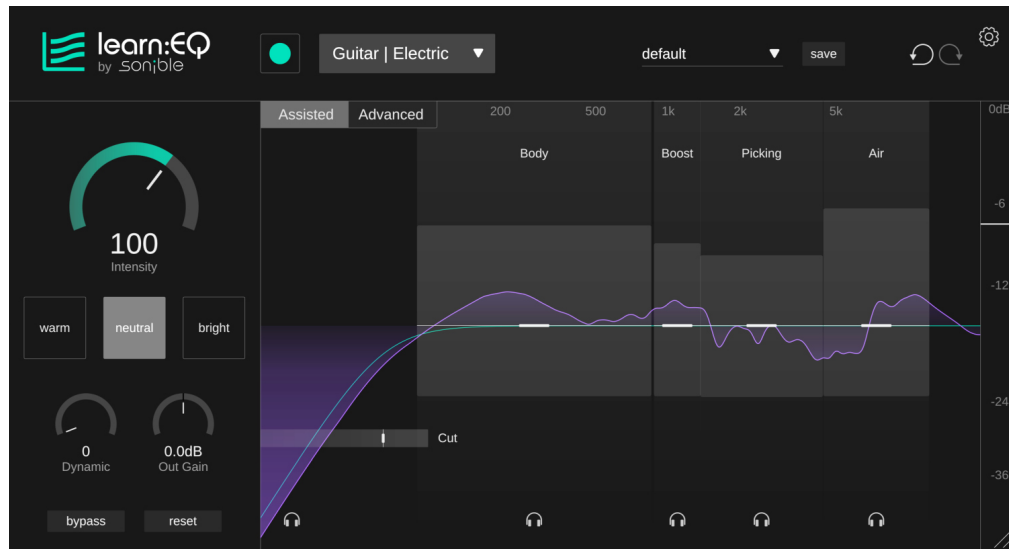 learn:EQ
by sonible
Guitar | Electric
default
save
Assisted
Advanced
200
500
1k
2k
5k
0dB
Body
Boost
Picking
Air
-6
-12
-24
-36
100
Intensity
warm
neutral
bright
0
Dynamic
0.0dB
Out Gain
Cut
bypass
reset